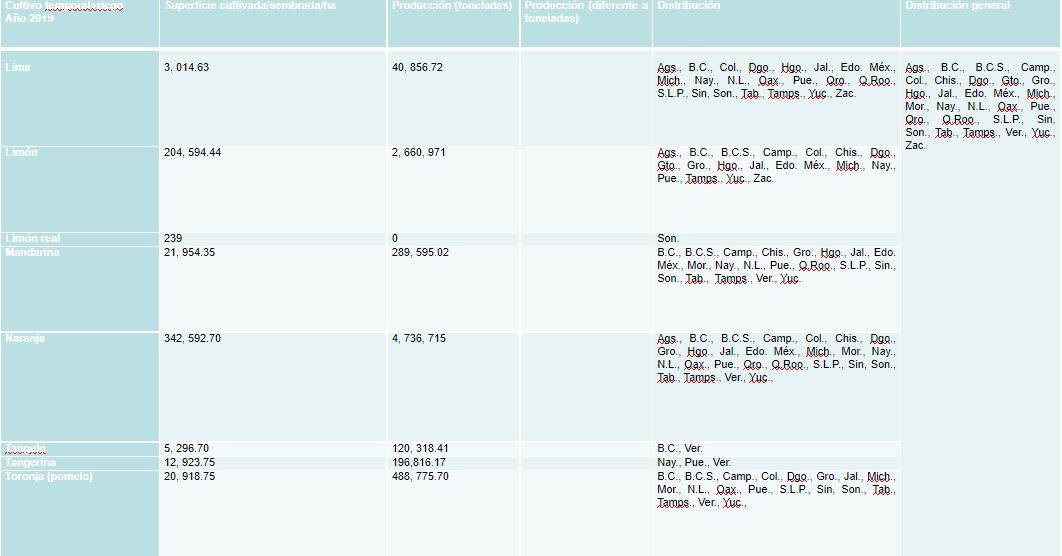 Cultivo temporal+riego
Año 2019
Superficie cultivada/sembrada/ha
Producción (toneladas)
Producción (diferente a
toneladas)
Distribución
Distribución general
Lima
3, 014.63
40, 856.72
Ags., B.C., Col., Dgo., Hgo., Jal., Edo. Méx.,
Mich., Nay., N.L., Oax., Pue., Qro., Q.Roo.,
S.L.P., Sin, Son., Tab., Tamps., Yuc., Zac.
Ags., B.C., B.C.S., Camp.,
Col., Chis., Dgo., Gto., Gro.,
Hgo., Jal., Edo. Méx., Mich.,
Mor., Nay., N.L., Oax., Pue.,
Qro., Q.Roo., S.L.P., Sin,
Son., Tab., Tamps., Ver., Yuc.,
Zac.
Limón
204, 594.44
2, 660, 971
Ags., B.C., B.C.S., Camp., Col., Chis., Dgo.,
Gto., Gro., Hgo., Jal., Edo. Méx., Mich., Nay.,
Pue., Tamps., Yuc., Zac.
Limón real
239
0
Son.
Mandarina
21, 954.35
289, 595.02
B.C., B.C.S., Camp., Chis., Gro., Hgo., Jal., Edo.
Méx., Mor., Nay., N.L., Pue., Q.Roo., S.L.P., Sin.,
Son., Tab., Tamps., Ver., Yuc.
Naranja
342, 592.70
4, 736, 715
Ags., B.C., B.C.S., Camp., Col., Chis., Dgo.,
Gro., Hgo., Jal., Edo. Méx., Mich., Mor., Nay.,
N.L., Oax., Pue., Qro., Q.Roo., S.L.P., Sin, Son.,
Tab., Tamps., Ver., Yuc.,
Tangelo
5, 296.70
120, 318.41
B.C., Ver.
Tangerina
12, 923.75
196,816.17
Nay., Pue., Ver.
Toronja (pomelo)
20, 918.75
488, 775.70
B.C., B.C.S., Camp., Col., Dgo., Gro., Jal., Mich.,
Mor., N.L., Oax., Pue., S.L.P., Sin, Son., Tab.,
Tamps., Ver., Yuc.,